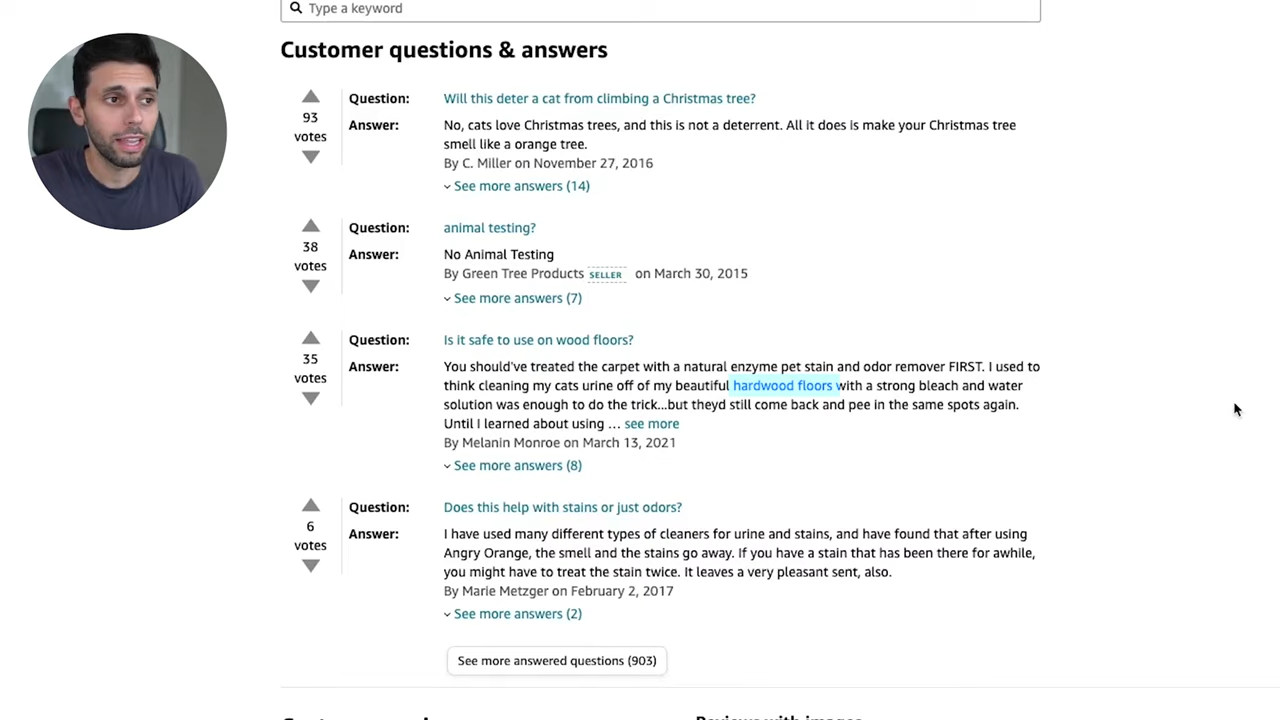 Type a keyword
Customer questions & answers
93
votes
Question:
Will this deter a cat from climbing a Christmas tree?
Answer:
No, cats love Christmas trees, and this is not a deterrent. All it does is make your Christmas tree
smell like a orange tree.
By C. Miller on November 27, 2016
See more answers (14)
38
votes
Question:
animal testing?
Answer:
No Animal Testing
By Green Tree Products SELLER on March 30, 2015
See more answers (7)
35
votes
Question:
Is it safe to use on wood floors?
Answer:
You should've treated the carpet with a natural enzyme pet stain and odor remover FIRST. I used to
think cleaning my cats urine off of my beautiful hardwood floors with a strong bleach and water
solution was enough to do the trick...but theyd still come back and pee in the same spots again.
Until I learned about using ... see more
By Melanin Monroe on March 13, 2021
See more answers (8)
6
votes
Question:
Does this help with stains or just odors?
Answer:
I have used many different types of cleaners for urine and stains, and have found that after using
Angry Orange, the smell and the stains go away. If you have a stain that has been there for awhile,
you might have to treat the stain twice. It leaves a very pleasant sent, also.
By Marie Metzger on February 2, 2017
See more answers (2)
See more answered questions (903)
Reviews with images